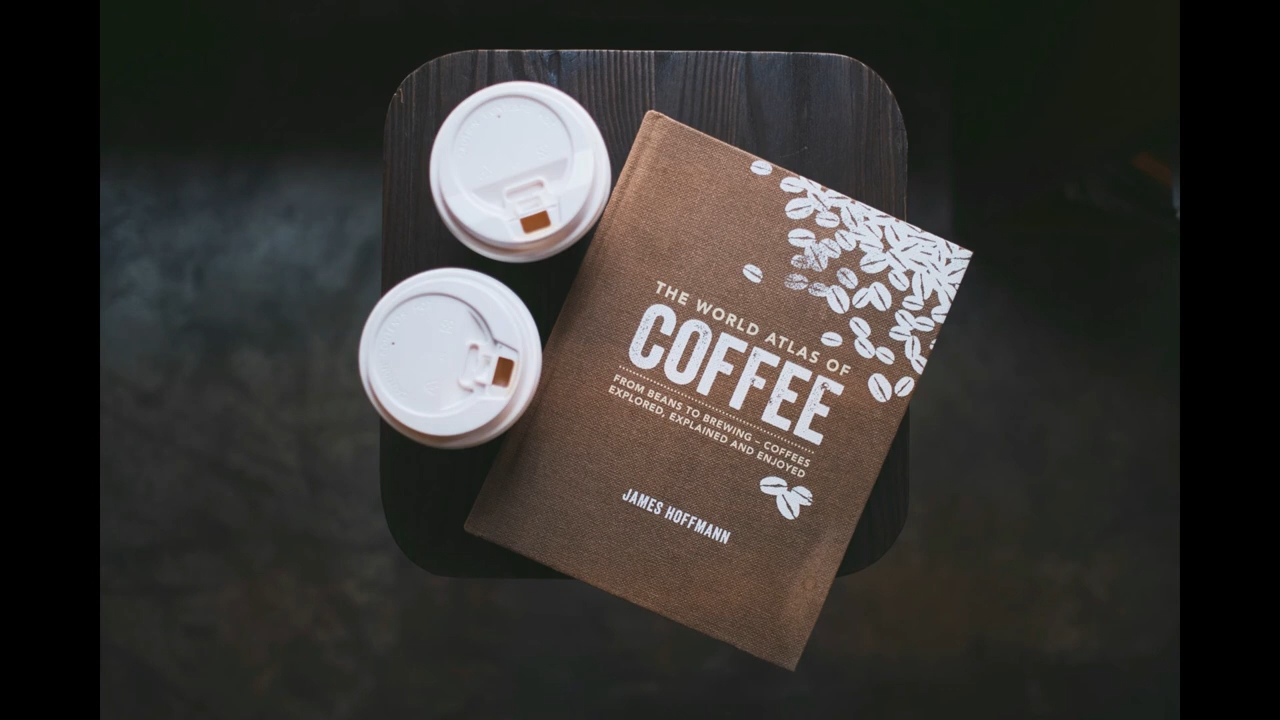 THE WORLD ATLAS OF
COFFEE
FROM BEANS TO BREWING – COFFEES
EXPLORED, EXPLAINED AND ENJOYED
JAMES HOFFMANN